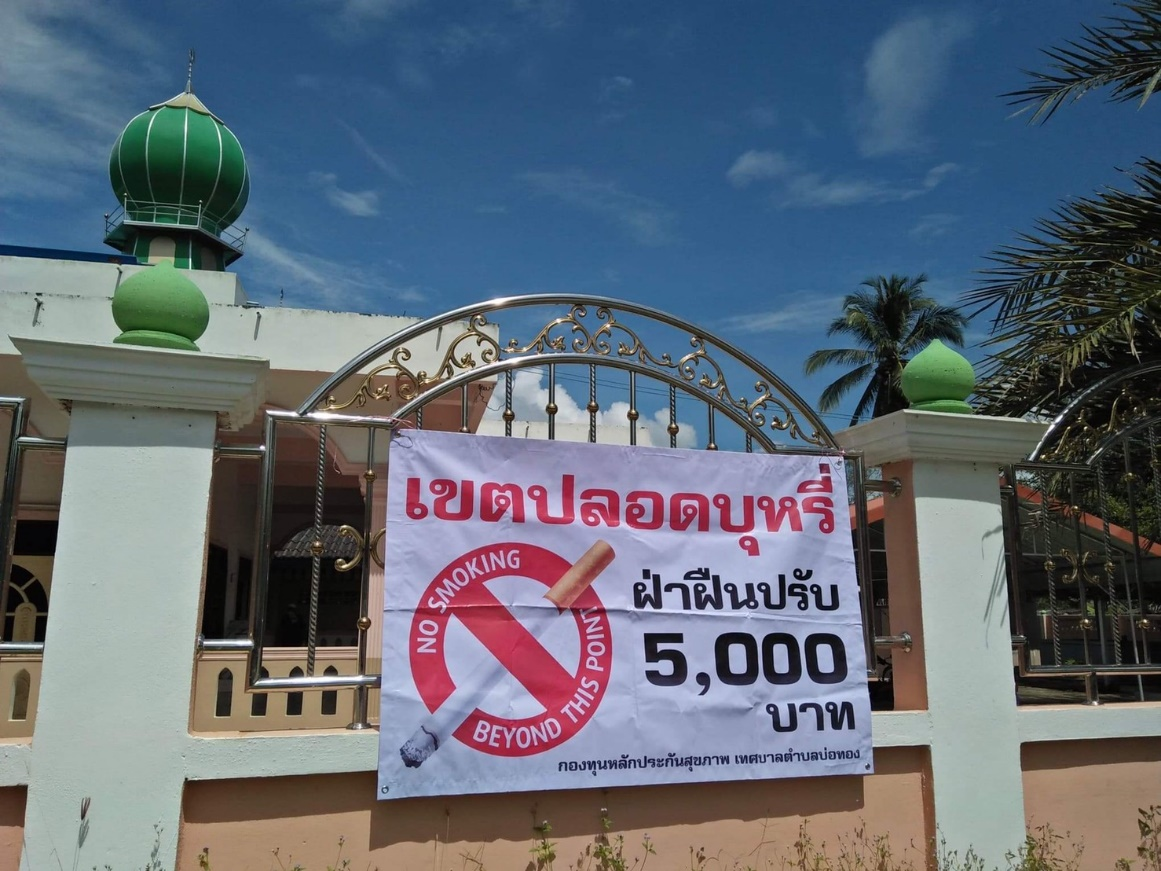 เขตปลอดบุหรี่
NO SMOKING
BEYOND THIS POINT
ฝ่าฝืนปรับ
5,000
บาท
กองทุนหลักประกันสุขภาพ เทศบาลตำบลบ่อทอง